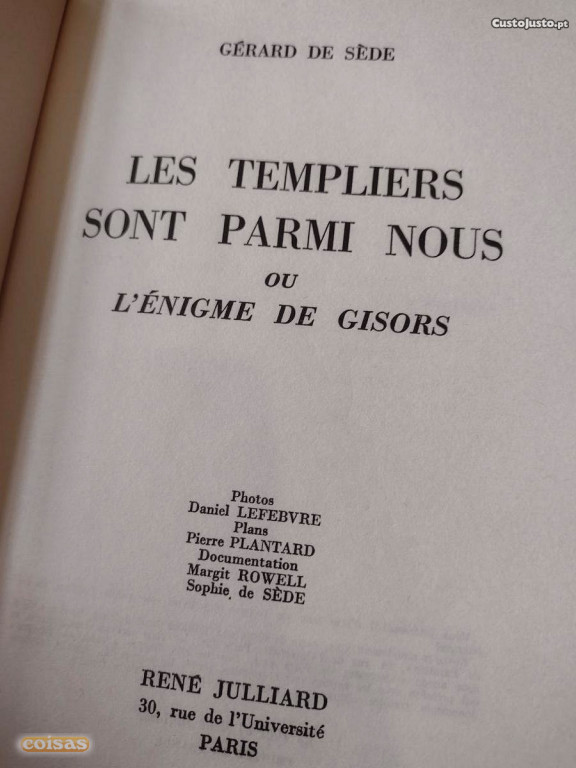 CustoJusto.pt
GÉRARD DE SÈDE
LES TEMPLIERS
SONT PARMI NOUS
OU
L'ÉNIGME DE GISORS
Photos
Daniel LEFEBVRE
Plans
Pierre PLANTARD
Documentation
Margit ROWELL
Sophie de SÈDE
RENÉ JULLIARD
30, rue de l'Université
PARIS
coisas